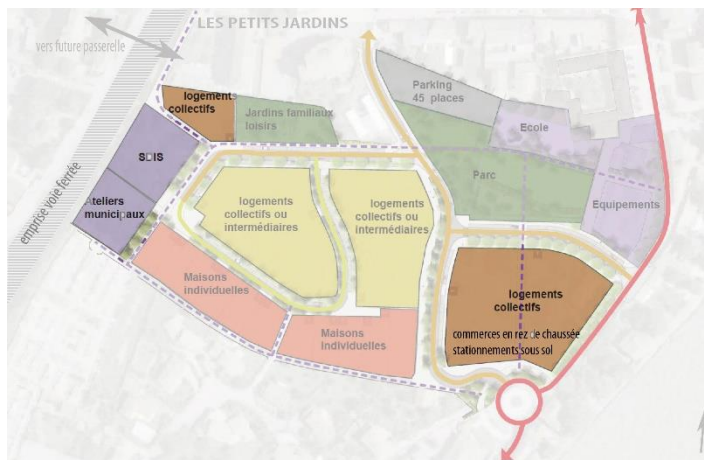 LES PETITS JARDINS
vers future passerelle
logements
collectifs
Jardins familiaux
loisirs
Parking
45 places
Ecole
SDIS
Parc
Ateliers
municipaux
emprise voie ferrée
logements
collectifs ou
intermédiaires
logements
collectifs ou
intermédiaires
Equipements
Maisons
individuelles
logements
collectifs
commerces en rez de chaussée
stationnements sous sol
Maisons
individuelles